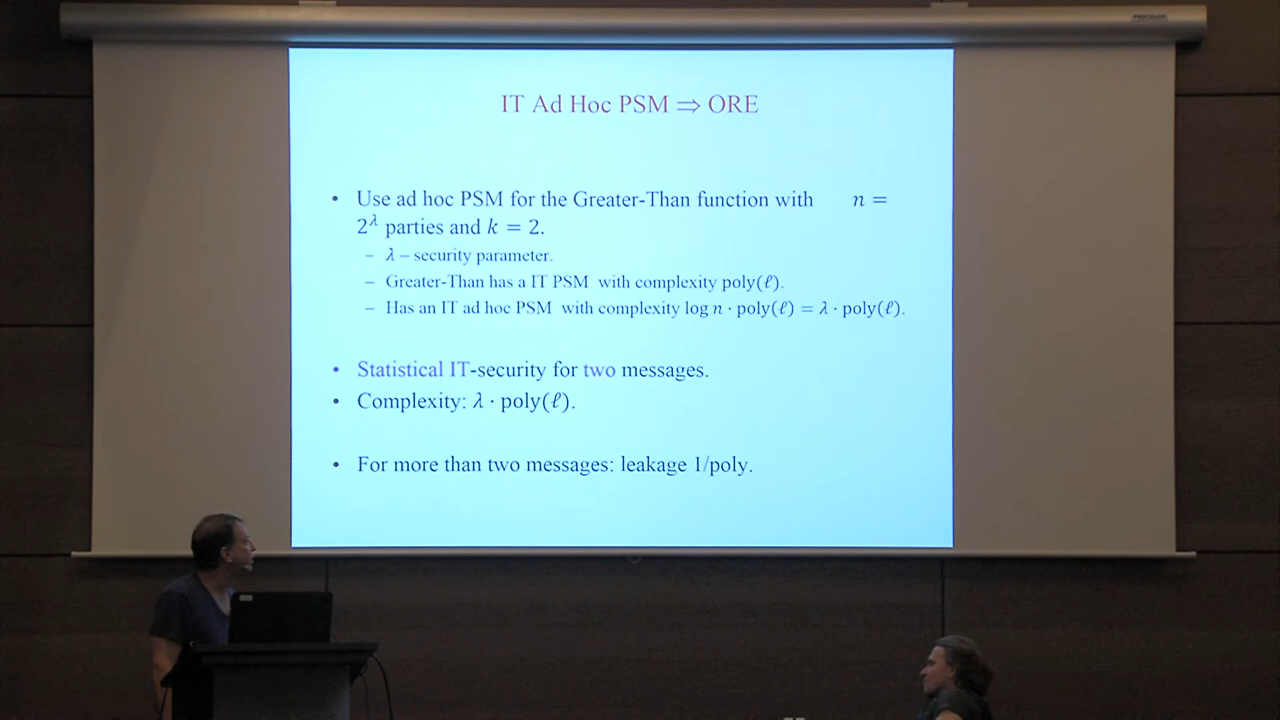 IT Ad Hoc PSM ⇒ ORE
• Use ad hoc PSM for the Greater-Than function with n =
2^λ parties and k = 2.
– λ – security parameter.
– Greater-Than has a IT PSM with complexity poly(ℓ).
– Has an IT ad hoc PSM with complexity log n · poly(ℓ) = λ · poly(ℓ).
• Statistical IT-security for two messages.
• Complexity: λ · poly(ℓ).
• For more than two messages: leakage 1/poly.